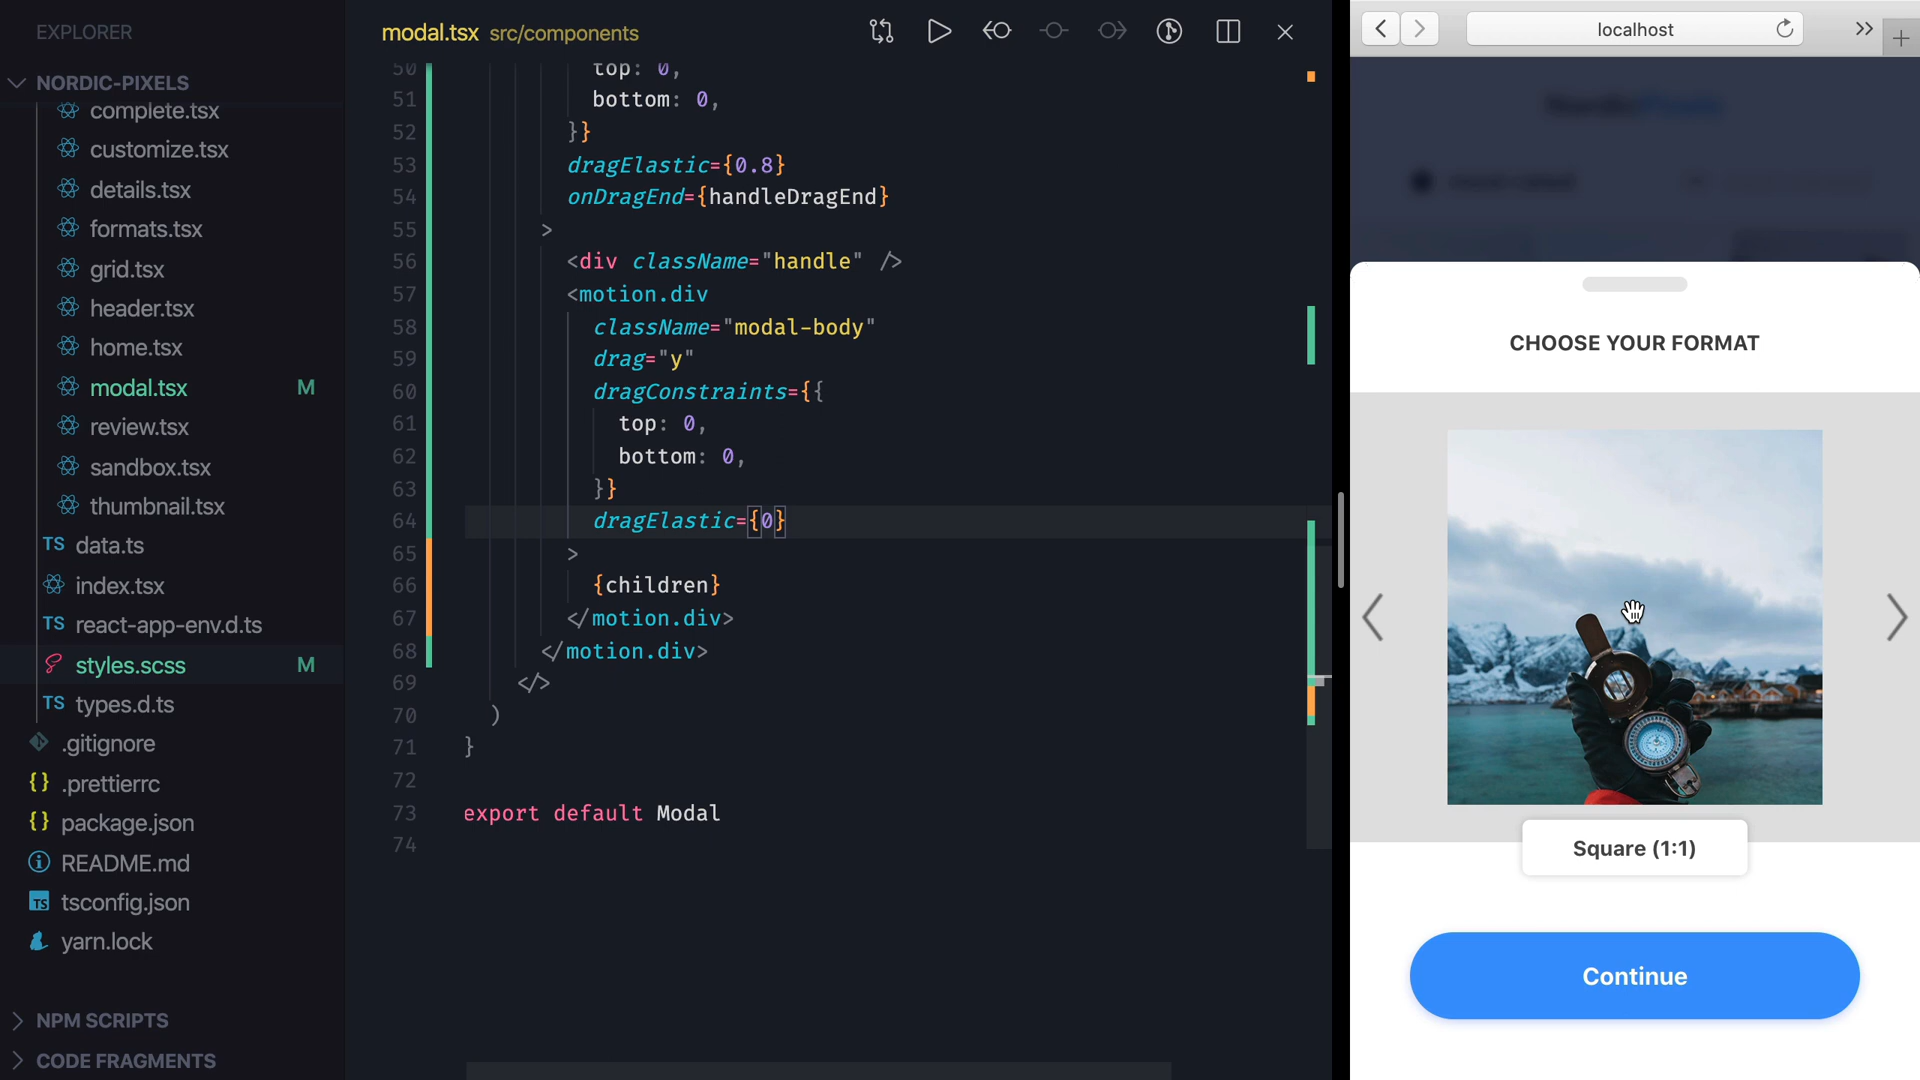 EXPLORER
NORDIC-PIXELS
complete.tsx
customize.tsx
details.tsx
formats.tsx
grid.tsx
header.tsx
home.tsx
modal.tsx M
review.tsx
sandbox.tsx
thumbnail.tsx
TS data.ts
index.tsx
TS react-app-env.d.ts
styles.scss M
TS types.d.ts
.gitignore
{} .prettierrc
{} package.json
README.md
TS tsconfig.json
yarn.lock
NPM SCRIPTS
CODE FRAGMENTS
modal.tsx src/components
50 top: 0,
51 bottom: 0,
52 }}
53 dragElastic={0.8}
54 onDragEnd={handleDragEnd}
55 >
56 <div className="handle" />
57 <motion.div
58 className="modal-body"
59 drag="y"
60 dragConstraints={{
61 top: 0,
62 bottom: 0,
63 }}
64 dragElastic={0}
65 >
66 {children}
67 </motion.div>
68 </motion.div>
69 </>
70 )
71 }
72
73 export default Modal
74
localhost
CHOOSE YOUR FORMAT
Square (1:1)
Continue